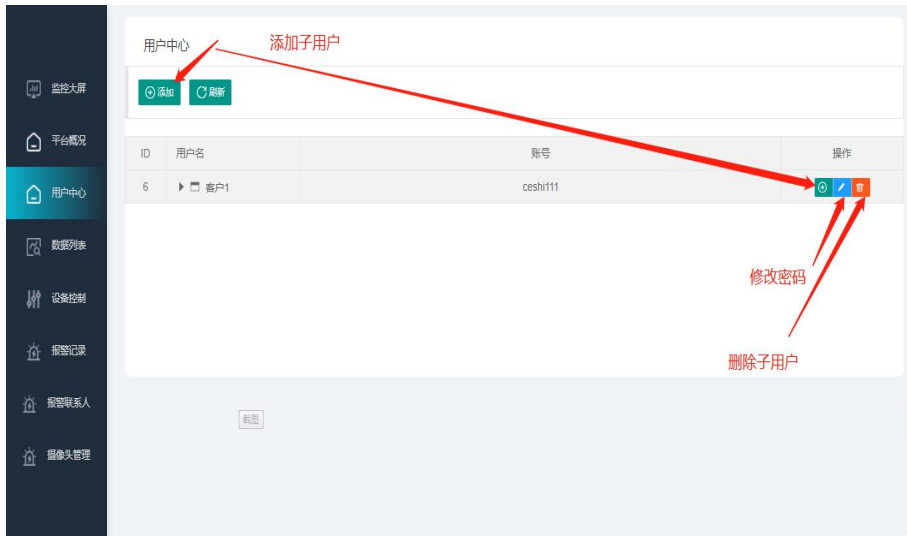 用户中心
添加子用户
添加
刷新
监控大屏
平台概况
用户中心
数据列表
设备控制
报警记录
报警联系人
摄像头管理
ID 用户名 账号 操作
6 客户1 ceshi111
修改密码
删除子用户
截图